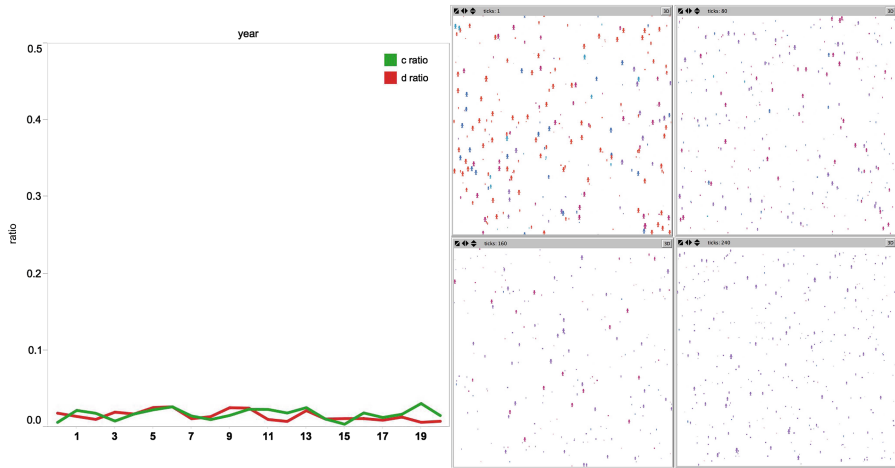 year
0.5
c ratio
d ratio
0.4
0.3
ratio
0.2
0.1
0.0
1 3 5 7 9 11 13 15 17 19
ticks: 1 3D
ticks: 80 3D
ticks: 160 3D
ticks: 240 3D